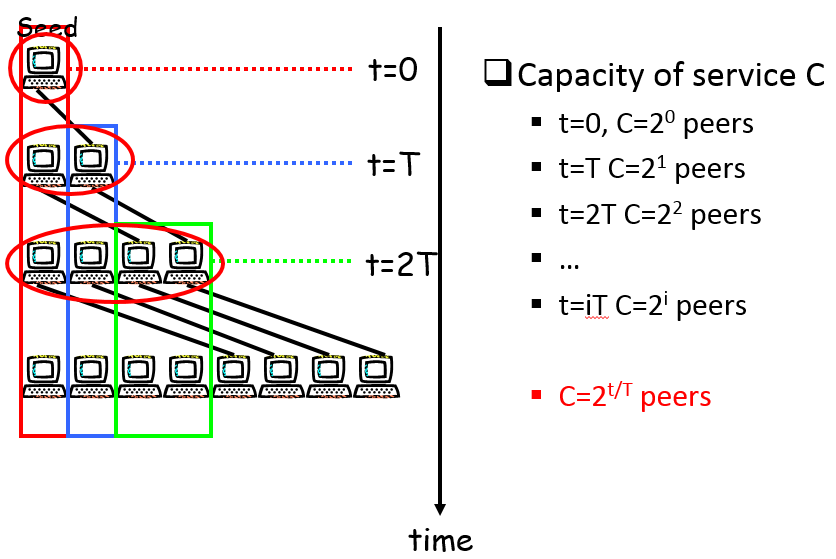 Seed
t=0
t=T
t=2T
time
❑Capacity of service C
▪ t=0, C=2⁰ peers
▪ t=T C=2¹ peers
▪ t=2T C=2² peers
▪ ...
▪ t=iT C=2ⁱ peers
▪ C=2ᵗ/ᵀ peers